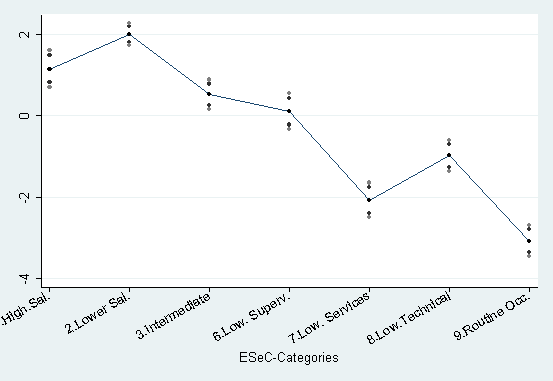 2
0
-2
-4
.High.Sal.
2.Lower Sal.
3.Intermediate
6.Low. Superv.
7.Low. Services
8.Low.Technical
9.Routine Occ.
ESeC-Categories